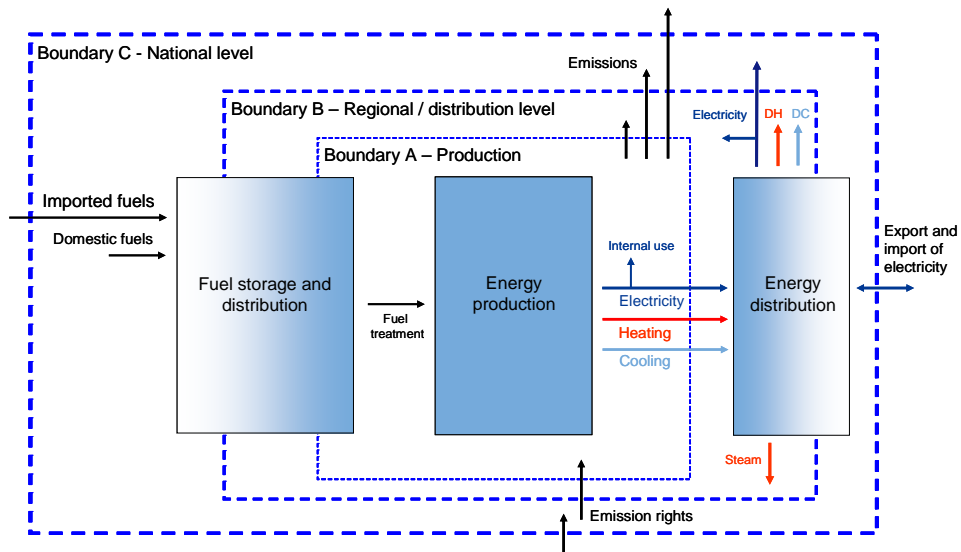 Boundary C - National level
Emissions
Boundary B – Regional / distribution level
Electricity
DH
DC
Boundary A – Production
Imported fuels
Domestic fuels
Fuel storage and
distribution
Fuel
treatment
Energy
production
Internal use
Electricity
Heating
Cooling
Energy
distribution
Export and
import of
electricity
Steam
Emission rights